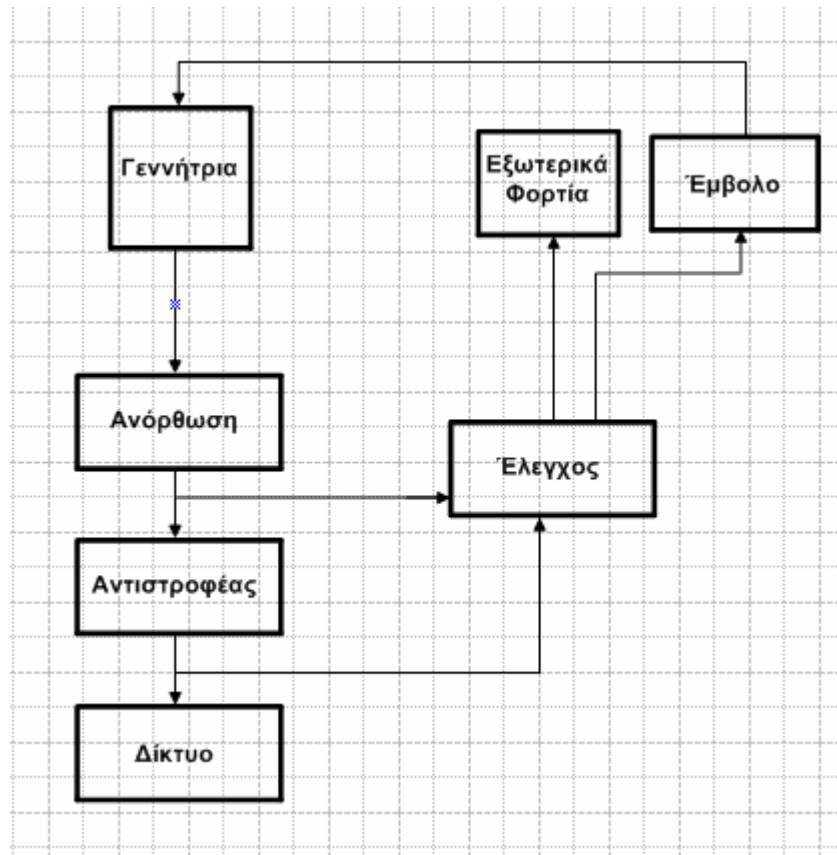 Γεννήτρια
Εξωτερικά
Φορτία
Έμβολο
Ανόρθωση
Έλεγχος
Αντιστροφέας
Δίκτυο